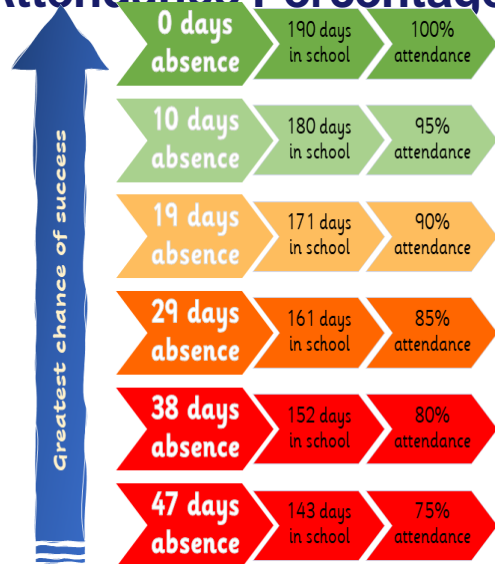 Attendance Percentage
0 days
absence
190 days
in school
100%
attendance
10 days
absence
180 days
in school
95%
attendance
19 days
absence
171 days
in school
90%
attendance
29 days
absence
161 days
in school
85%
attendance
38 days
absence
152 days
in school
80%
attendance
47 days
absence
143 days
in school
75%
attendance
Greatest chance of success